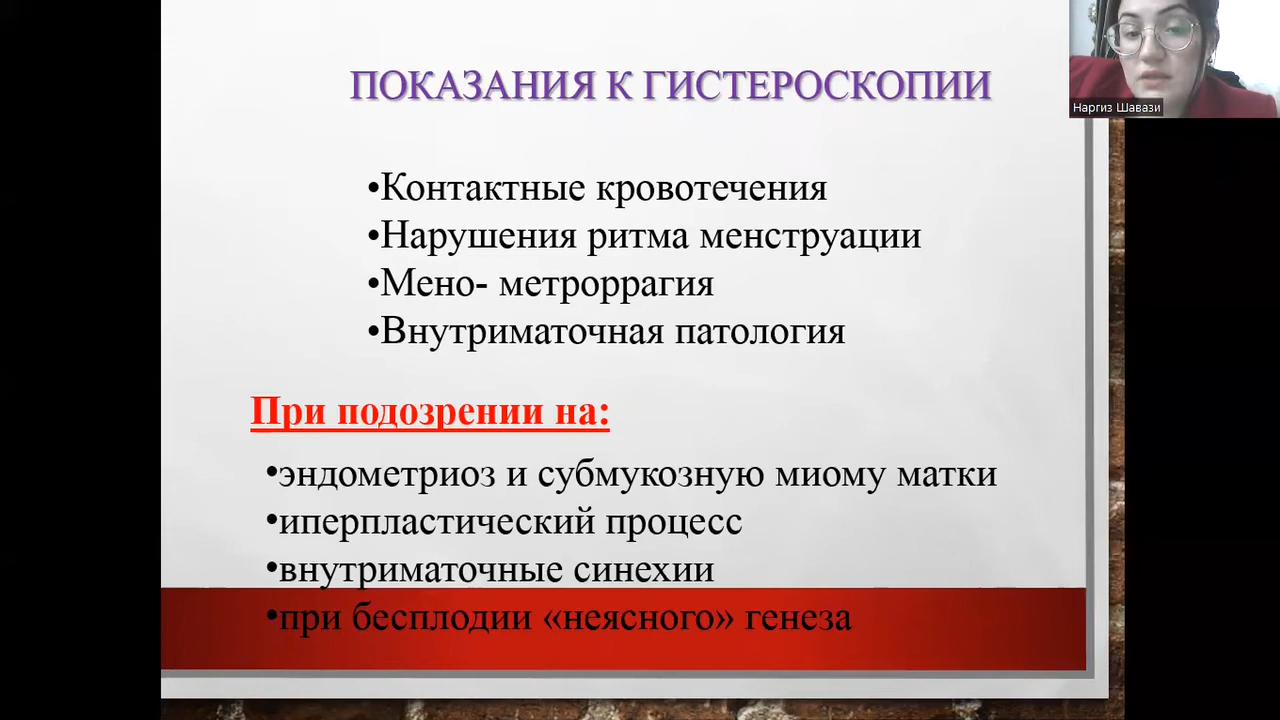 ПОКАЗАНИЯ К ГИСТЕРОСКОПИИ
Наргиз Шавази
•Контактные кровотечения
•Нарушения ритма менструации
•Мено- метроррагия
•Внутриматочная патология
При подозрении на:
•эндометриоз и субмукозную миому матки
•иперпластический процесс
•внутриматочные синехии
•при бесплодии «неясного» генеза